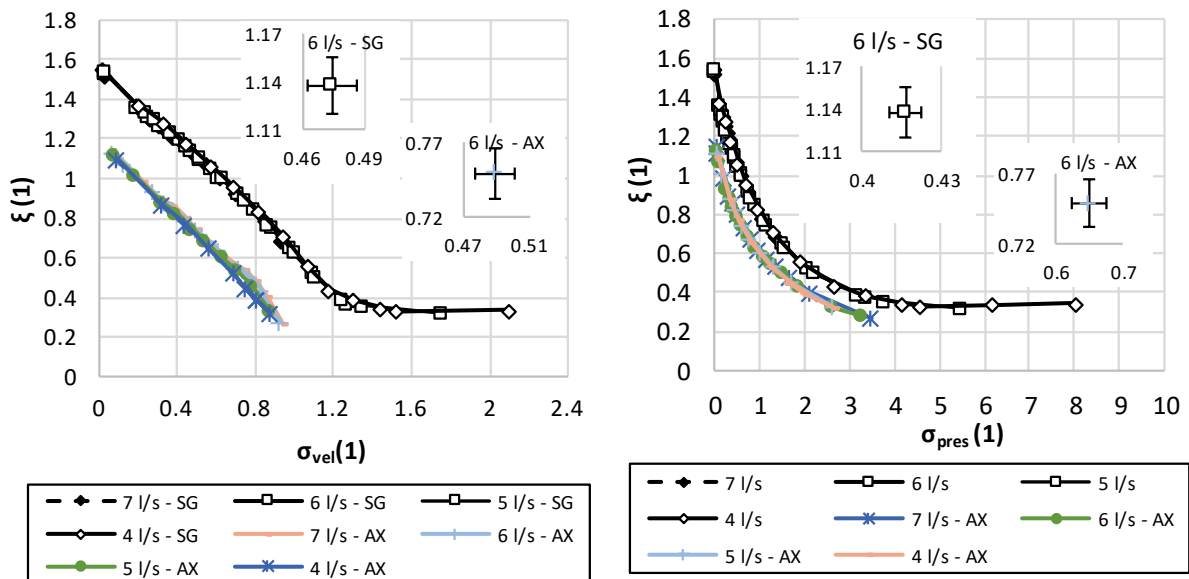 1.8
1.6
1.4
1.2
1
0.8
0.6
0.4
0.2
0
ξ (1)
0 0.4 0.8 1.2 1.6 2 2.4
σvel(1)
6 l/s - SG
1.17
1.14
1.11
0.46 0.49
6 l/s - AX
0.77
0.72
0.47 0.51
7 l/s - SG 6 l/s - SG 5 l/s - SG
4 l/s - SG 7 l/s - AX 6 l/s - AX
5 l/s - AX 4 l/s - AX
1.8
1.6
1.4
1.2
1
0.8
0.6
0.4
0.2
0
ξ (1)
0 1 2 3 4 5 6 7 8 9 10
σpres (1)
6 l/s - SG
1.17
1.14
1.11
0.4 0.43
6 l/s - AX
0.77
0.72
0.6 0.7
7 l/s 6 l/s 5 l/s
4 l/s 7 l/s - AX 6 l/s - AX
5 l/s - AX 4 l/s - AX